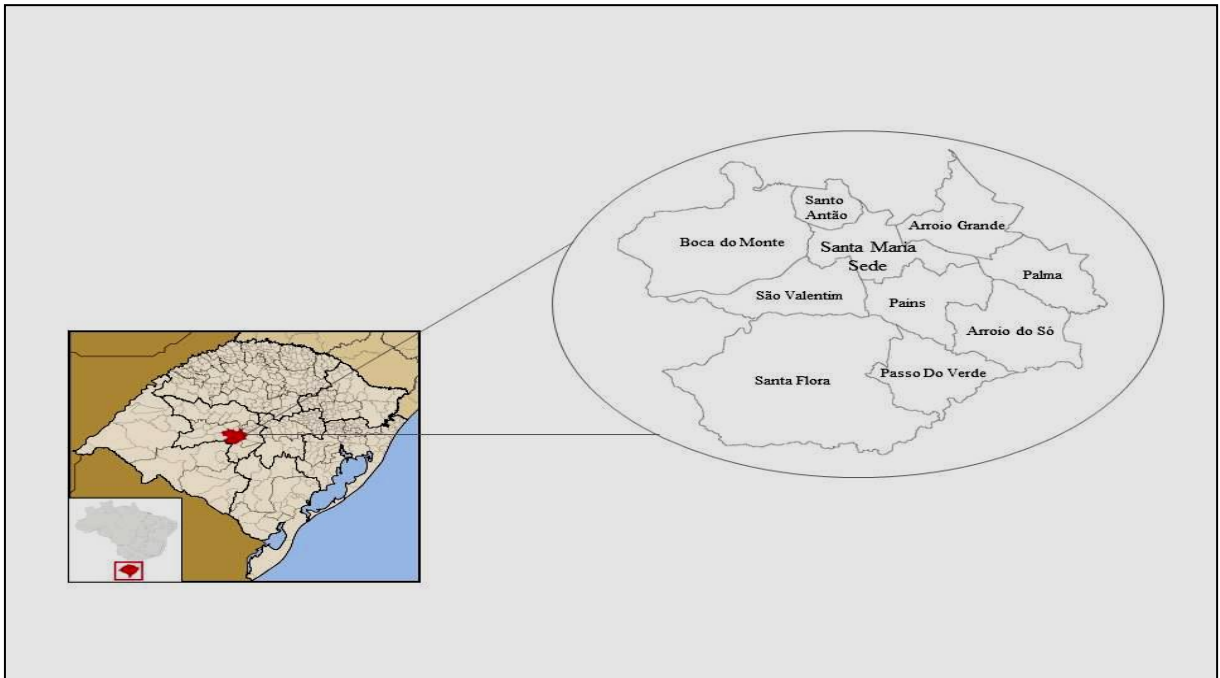 Santo
Antão
Arroio Grande
Boca do Monte
Santa Maria
Sede
Palma
São Valentim
Pains
Arroio do Só
Santa Flora
Passo Do Verde